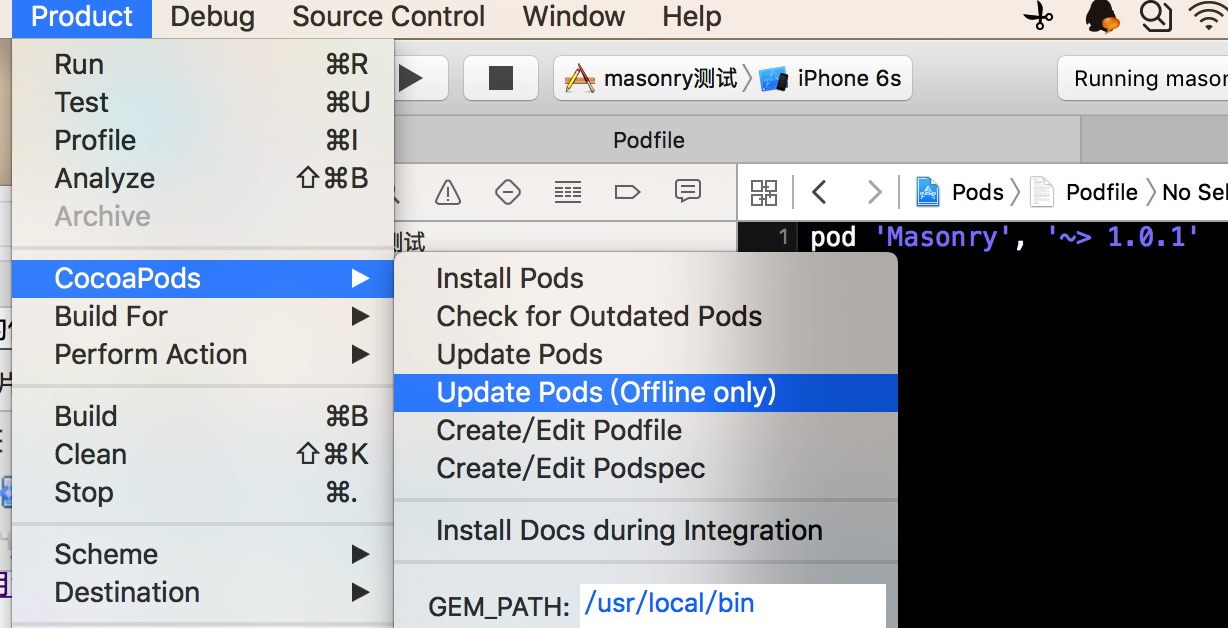 Product Debug Source Control Window Help
Run ⌘R
Test ⌘U
Profile ⌘I
Analyze ⇧⌘B
Archive
CocoaPods
Build For
Perform Action
Build ⌘B
Clean ⇧⌘K
Stop ⌘.
Scheme
Destination
masonry测试 〉 iPhone 6s
Running mason
Podfile
Pods 〉 Podfile 〉 No Sel
测试
1 pod 'Masonry', '~> 1.0.1'
Install Pods
Check for Outdated Pods
Update Pods
Update Pods (Offline only)
Create/Edit Podfile
Create/Edit Podspec
Install Docs during Integration
GEM_PATH: /usr/local/bin